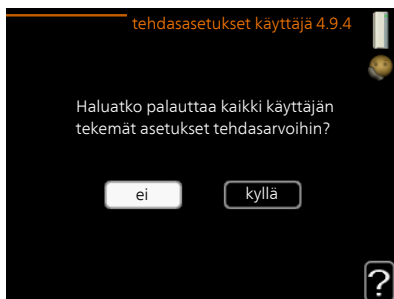 tehdasasetukset käyttäjä 4.9.4
Haluatko palauttaa kaikki käyttäjän
tekemät asetukset tehdasarvoihin?
ei
kyllä
?